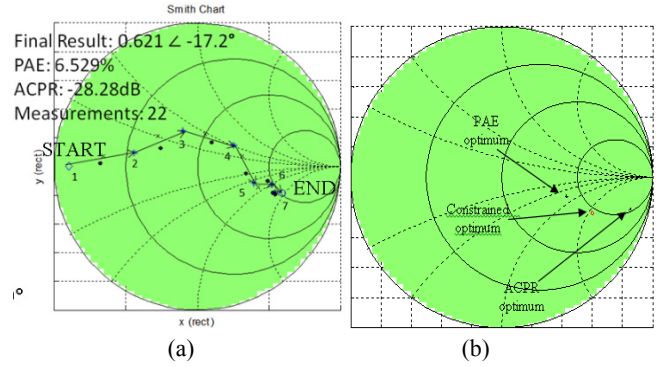 Smith Chart
Final Result: 0.621 ∠ -17.2°
PAE: 6.529%
ACPR: -28.28dB
Measurements: 22
START
END
1
2
3
4
5
6
7
y (rect)
x (rect)
(a)
PAE
optimum
Constrained
optimum
ACPR
optimum
(b)